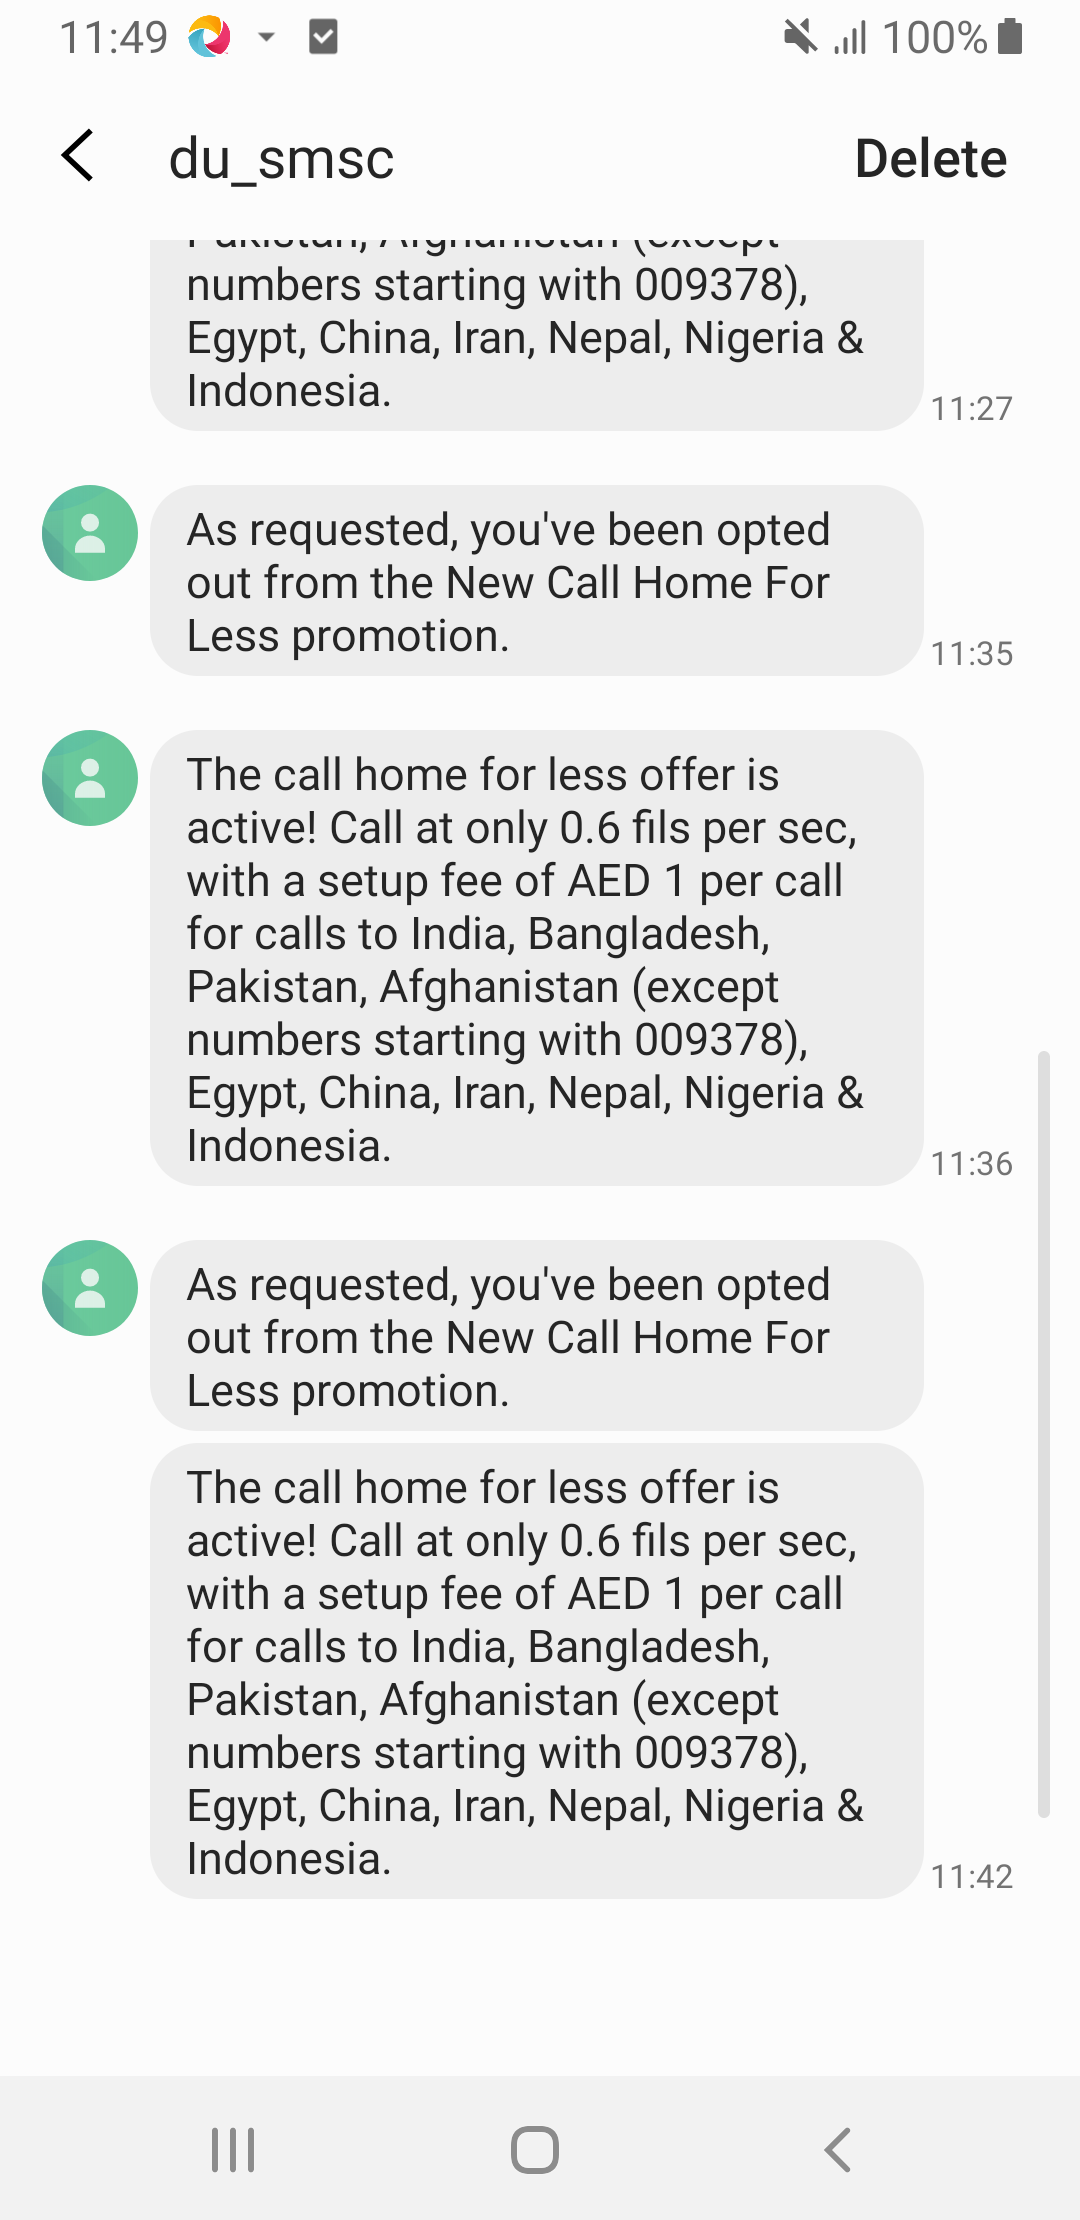 11:49
100%
du_smsc
Delete
Pakistan, Afghanistan (except
numbers starting with 009378),
Egypt, China, Iran, Nepal, Nigeria &
Indonesia.
11:27
As requested, you've been opted
out from the New Call Home For
Less promotion.
11:35
The call home for less offer is
active! Call at only 0.6 fils per sec,
with a setup fee of AED 1 per call
for calls to India, Bangladesh,
Pakistan, Afghanistan (except
numbers starting with 009378),
Egypt, China, Iran, Nepal, Nigeria &
Indonesia.
11:36
As requested, you've been opted
out from the New Call Home For
Less promotion.
The call home for less offer is
active! Call at only 0.6 fils per sec,
with a setup fee of AED 1 per call
for calls to India, Bangladesh,
Pakistan, Afghanistan (except
numbers starting with 009378),
Egypt, China, Iran, Nepal, Nigeria &
Indonesia.
11:42